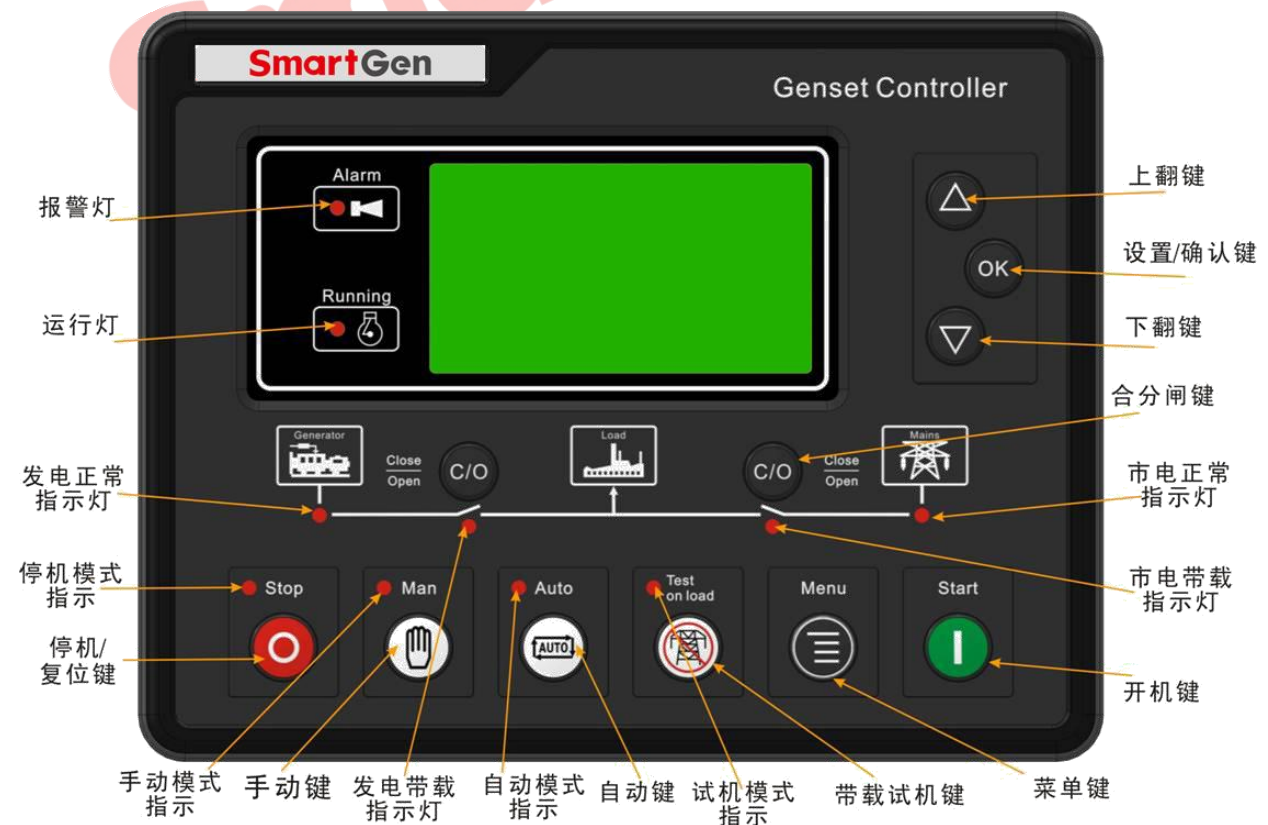 SmartGen
Genset Controller
Alarm
报警灯
上翻键
设置/确认键
OK
Running
运行灯
下翻键
合分闸键
Generator
Load
Mains
Close
Open
C/O
C/O
Close
Open
发电正常
指示灯
市电正常
指示灯
停机模式
指示
Stop
Man
Auto
Test
on load
Menu
Start
市电带载
指示灯
停机/
复位键
AUTO
开机键
手动模式
指示
手动键
发电带载
指示灯
自动模式
指示
自动键
试机模式
指示
带载试机键
菜单键